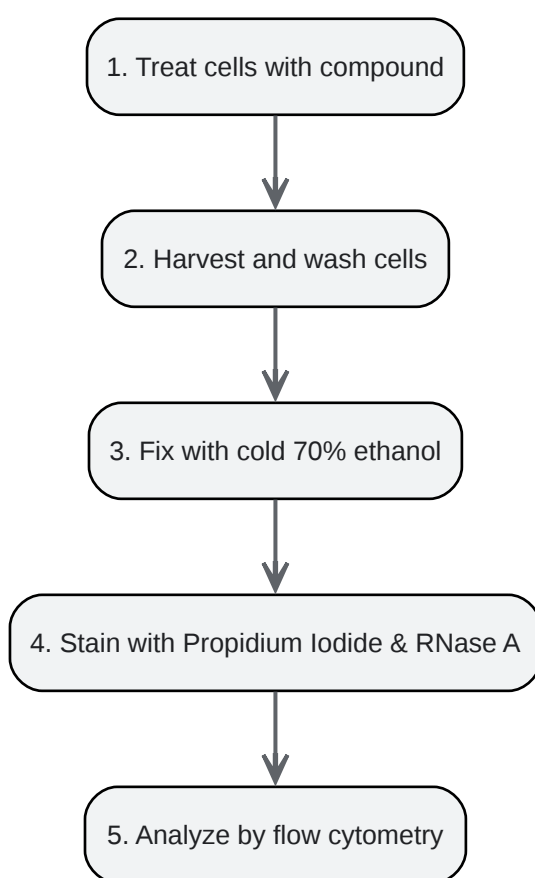 1. Treat cells with compound
2. Harvest and wash cells
3. Fix with cold 70% ethanol
4. Stain with Propidium Iodide & RNase A
5. Analyze by flow cytometry